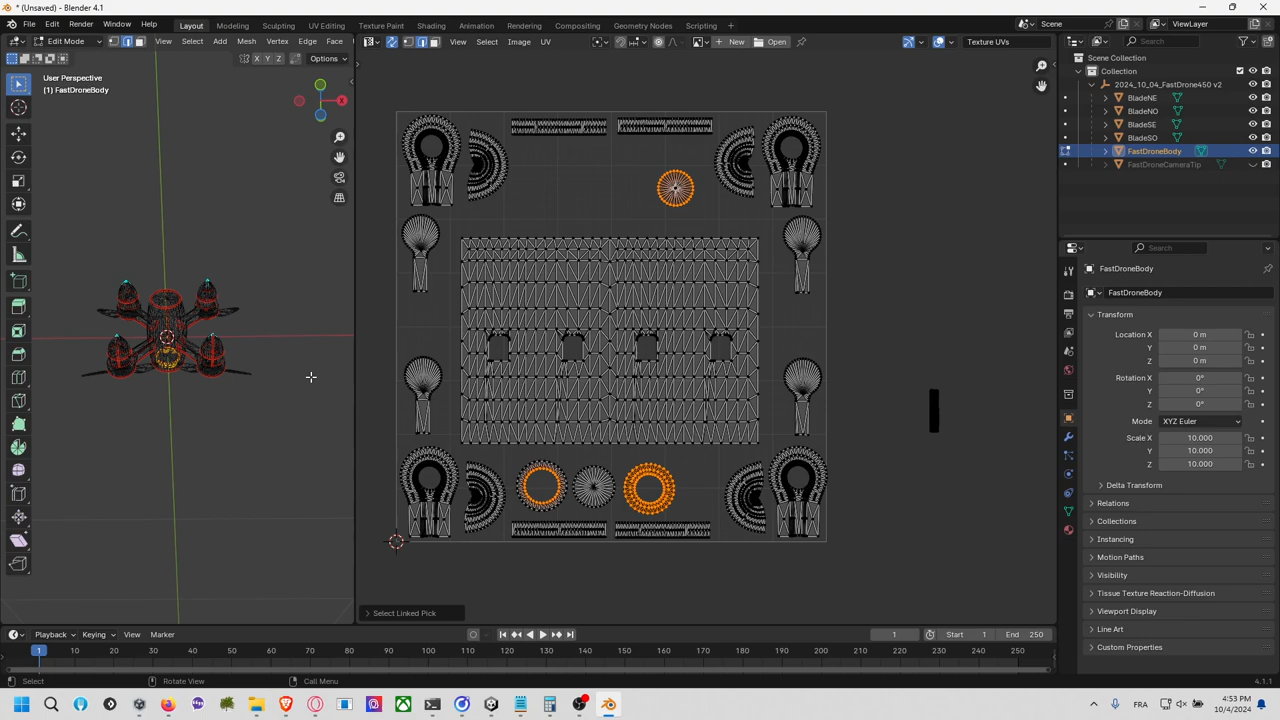 * (Unsaved) - Blender 4.1
File Edit Render Window Help Layout Modeling Sculpting UV Editing Texture Paint Shading Animation Rendering Compositing Geometry Nodes Scripting + Scene ViewLayer
Edit Mode View Select Add Mesh Vertex Edge Face View Select Image UV New Open Texture UVs Search
X Y Z Options
Scene Collection
Collection
User Perspective
(1) FastDroneBody
2024_10_04_FastDrone450 v2
BladeNE
BladeNO
X
BladeSE
BladeSO
FastDroneBody
FastDroneCameraTip
Search
FastDroneBody
FastDroneBody
Transform
Location X 0 m
Y 0 m
Z 0 m
Rotation X 0°
Y 0°
Z 0°
Mode XYZ Euler
Scale X 10.000
Y 10.000
Z 10.000
Delta Transform
Relations
Collections
Instancing
Motion Paths
Visibility
Tissue Texture Reaction-Diffusion
Viewport Display
Line Art
Custom Properties
Select Linked Pick
Playback Keying View Marker 1 Start 1 End 250
1 10 20 30 40 50 60 70 80 90 100 110 120 130 140 150 160 170 180 190 200 210 220 230 240 250
Select Rotate View Call Menu 4.1.1
FRA 4:53 PM
10/4/2024